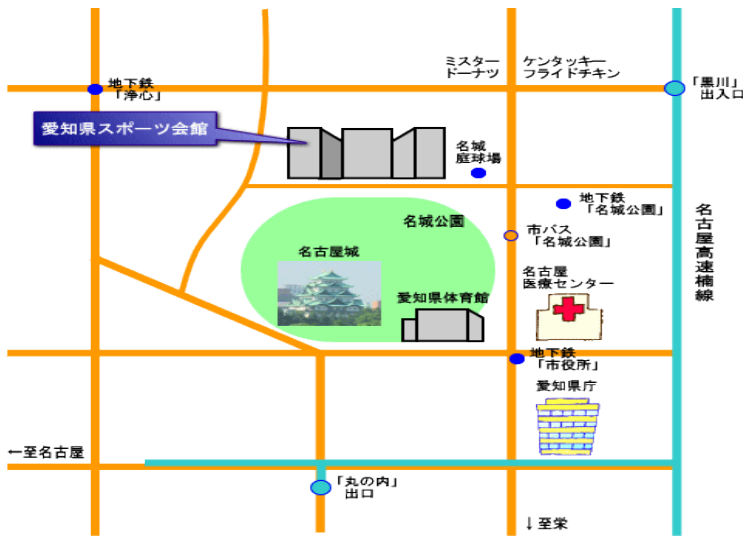 ミスター
ドーナツ
ケンタッキー
フライドチキン
地下鉄
「浄心」
「黒川」
出入口
愛知県スポーツ会館
名城
庭球場
地下鉄
「名城公園」
名城公園
市バス
「名城公園」
名古屋高速楠線
名古屋城
名古屋
医療センター
愛知県体育館
地下鉄
「市役所」
愛知県庁
←至名古屋
「丸の内」
出口
↓至栄